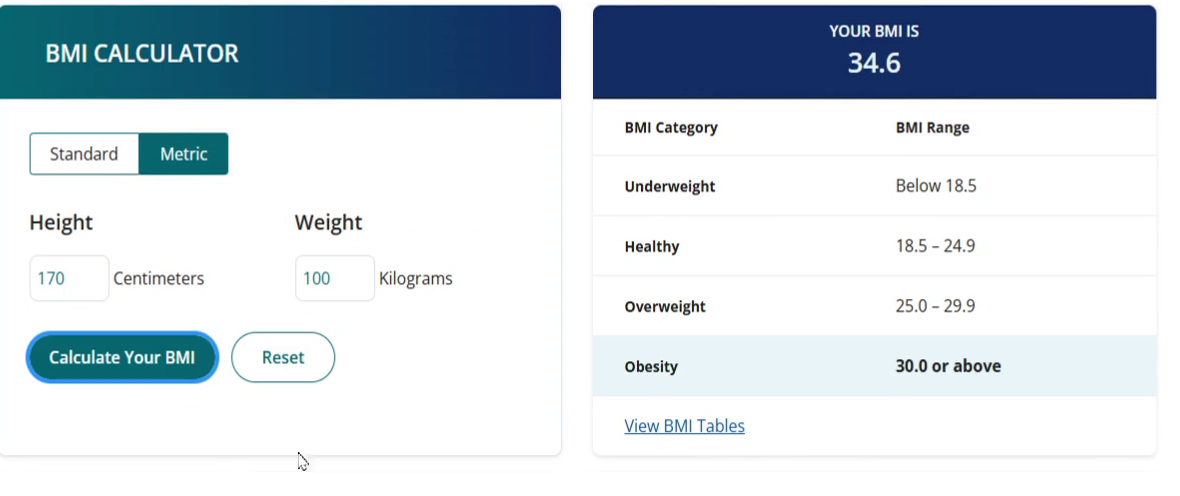 BMI CALCULATOR
Standard Metric
Height Weight
170 Centimeters 100 Kilograms
Calculate Your BMI Reset
YOUR BMI IS
34.6
BMI Category BMI Range
Underweight Below 18.5
Healthy 18.5 – 24.9
Overweight 25.0 – 29.9
Obesity 30.0 or above
View BMI Tables